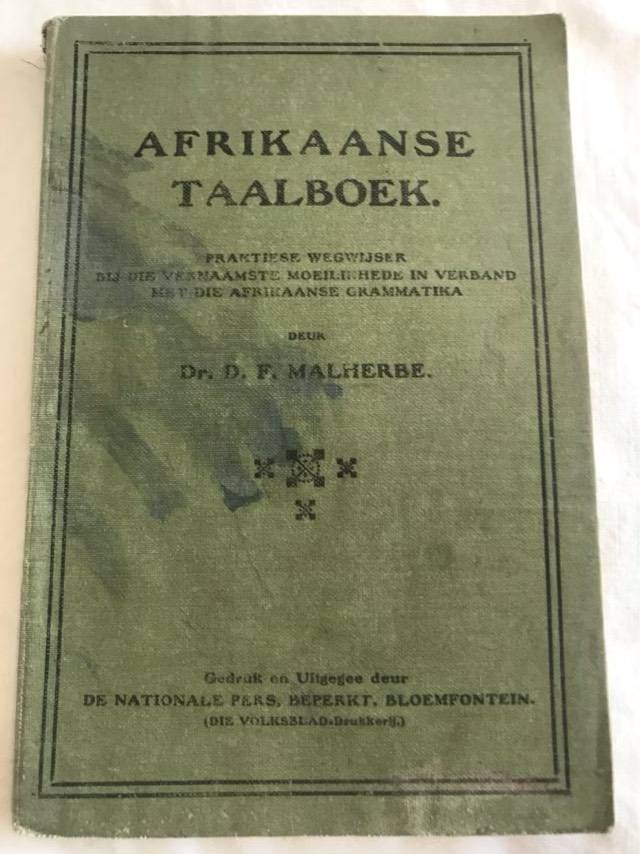 AFRIKAANSE
TAALBOEK.
PRAKTIESE WEGWIJSER
BIJ DIE VERNAAMSTE MOEILIKHEDE IN VERBAND
MET DIE AFRIKAANSE GRAMMATIKA
DEUR
Dr. D. F. MALHERBE.
Gedruk en Uitgegee deur
DE NATIONALE PERS, BEPERKT, BLOEMFONTEIN.
(DIE VOLKSBLAD-Drukkerij.)